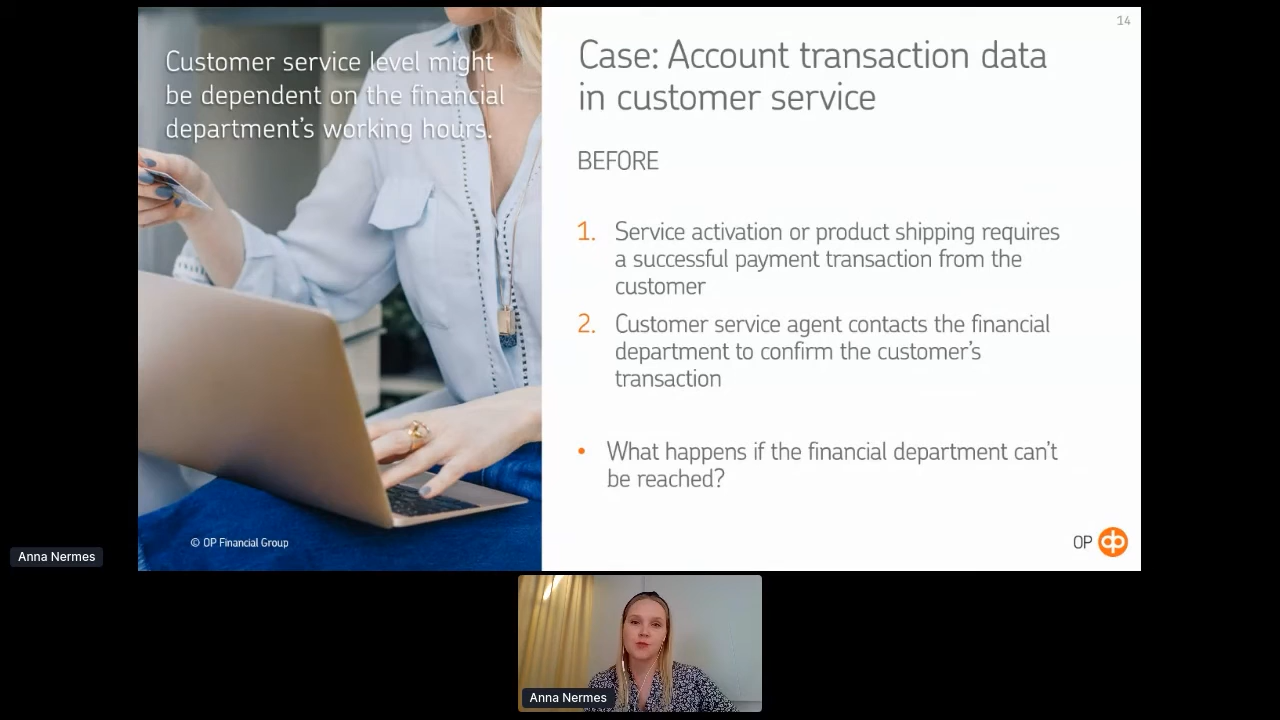 14
Customer service level might
be dependent on the financial
department's working hours.
Case: Account transaction data
in customer service
BEFORE
1. Service activation or product shipping requires
a successful payment transaction from the
customer
2. Customer service agent contacts the financial
department to confirm the customer's
transaction
• What happens if the financial department can't
be reached?
© OP Financial Group
OP
Anna Nermes
Anna Nermes